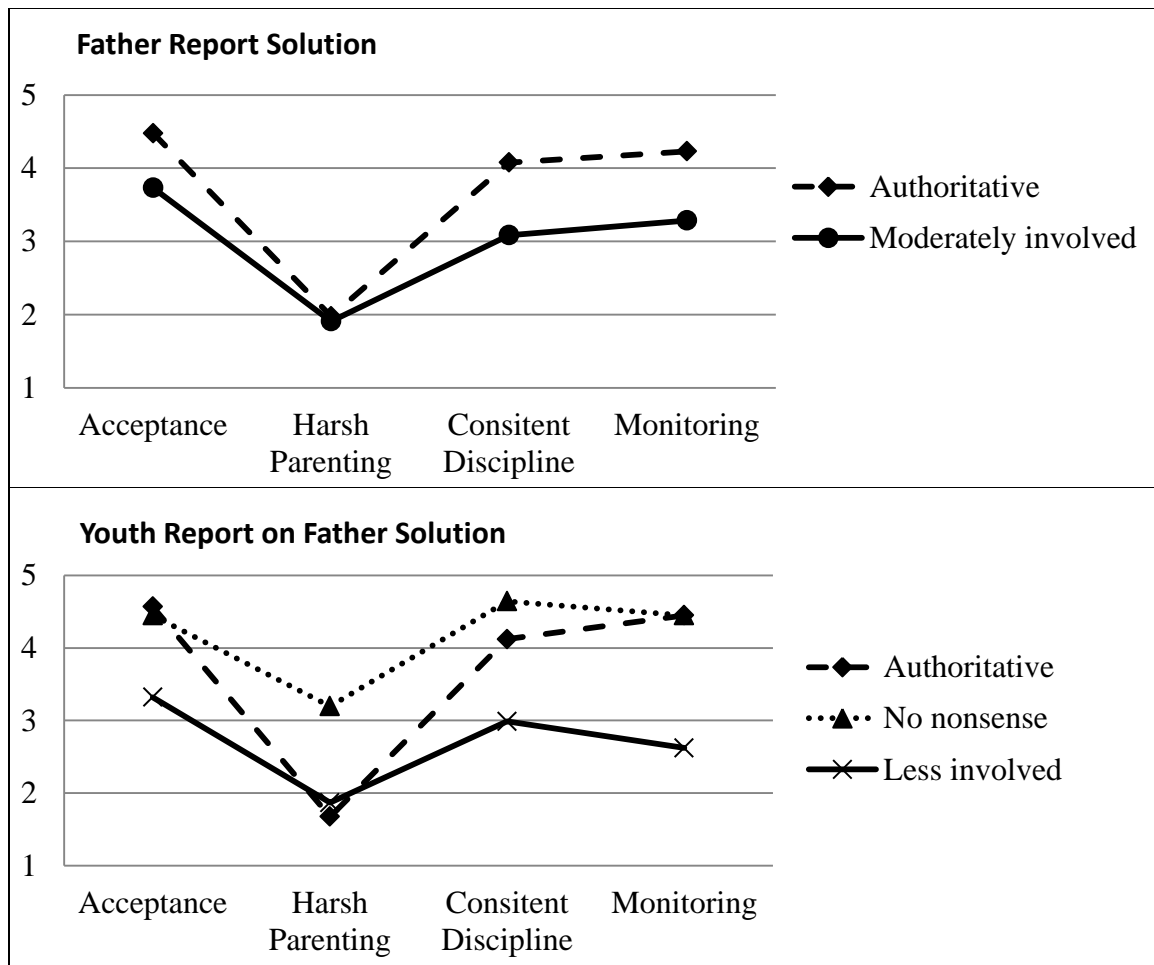 Father Report Solution
5
4
3
2
1
Acceptance
Harsh
Parenting
Consitent
Discipline
Monitoring
Authoritative
Moderately involved
Youth Report on Father Solution
5
4
3
2
1
Acceptance
Harsh
Parenting
Consitent
Discipline
Monitoring
Authoritative
No nonsense
Less involved